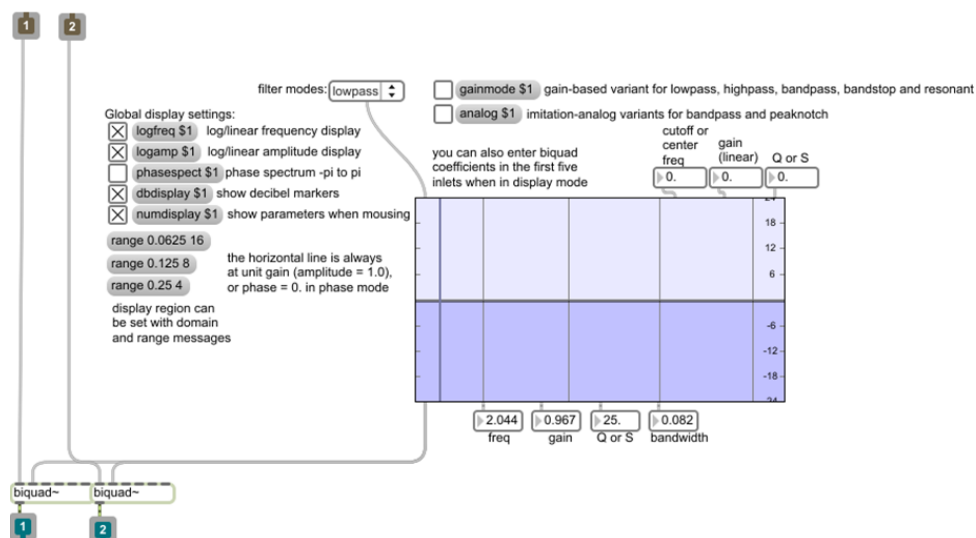 1
2
filter modes:
lowpass
gainmode $1
gain-based variant for lowpass, highpass, bandpass, bandstop and resonant
analog $1
imitation-analog variants for bandpass and peaknotch
Global display settings:
logfreq $1
log/linear frequency display
logamp $1
log/linear amplitude display
phasespect $1
phase spectrum -pi to pi
dbdisplay $1
show decibel markers
numdisplay $1
show parameters when mousing
you can also enter biquad
coefficients in the first five
inlets when in display mode
cutoff or
center
freq
gain
(linear)
Q or S
0.
0.
0.
range 0.0625 16
range 0.125 8
range 0.25 4
the horizontal line is always
at unit gain (amplitude = 1.0),
or phase = 0. in phase mode
display region can
be set with domain
and range messages
24
18
12
6
-6
-12
-18
24
2.044
0.967
25.
0.082
freq
gain
Q or S
bandwidth
biquad~
biquad~
1
2